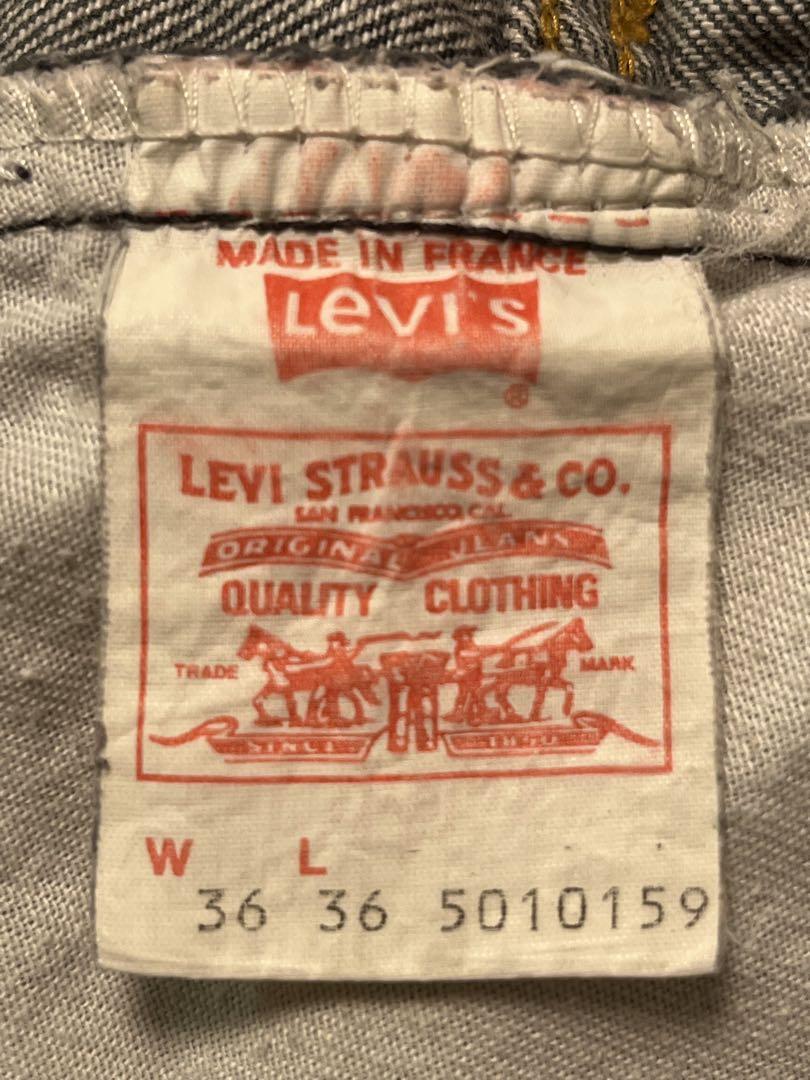 MADE IN FRANCE
Levi's
®
LEVI STRAUSS & CO.
SAN FRANCISCO CAL.
ORIGINAL JEANS
QUALITY CLOTHING
TRADE MARK
W L
36 36 5010159